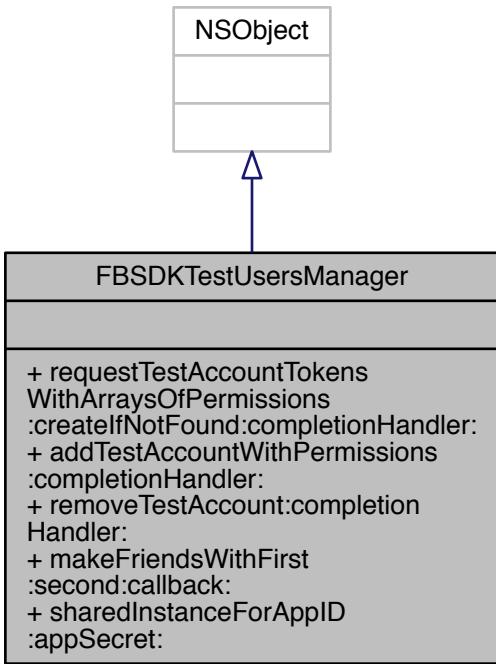 NSObject
FBSDKTestUsersManager
+ requestTestAccountTokens
WithArraysOfPermissions
:createIfNotFound:completionHandler:
+ addTestAccountWithPermissions
:completionHandler:
+ removeTestAccount:completion
Handler:
+ makeFriendsWithFirst
:second:callback:
+ sharedInstanceForAppID
:appSecret: